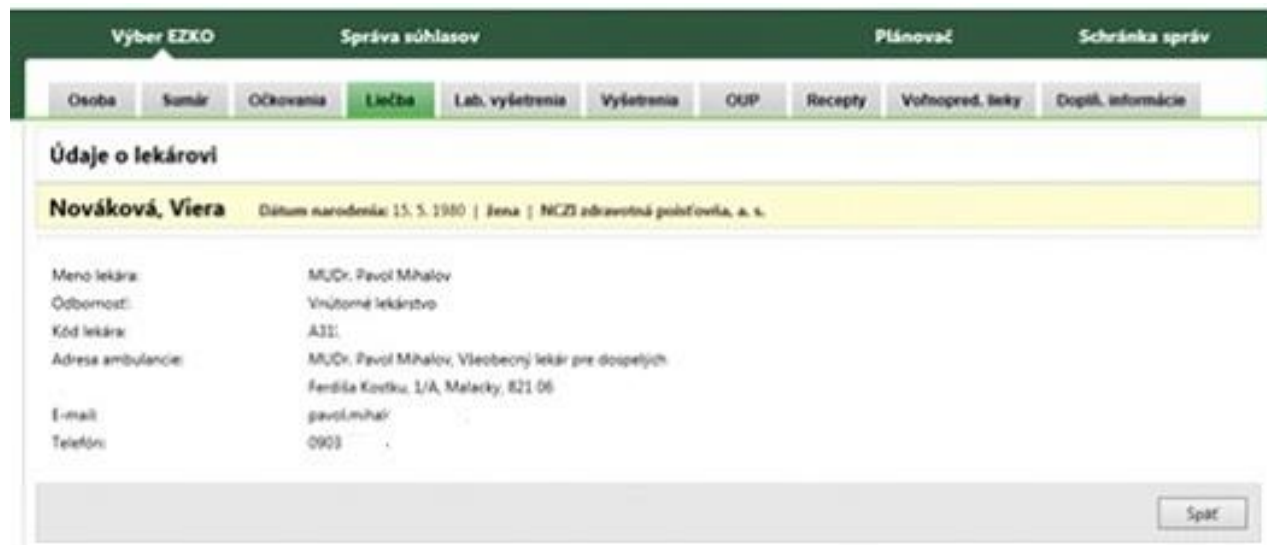 Výber EZKO Správa súhlasov Plánovač Schránka správ
Osoba Sumár Očkovania Liečba Lab. vyšetrenia Vyšetrenia OUP Recepty Voľnopred. lieky Doplň. informácie
Údaje o lekárovi
Nováková, Viera Dátum narodenia: 15. 5. 1980 | žena | NCZI zdravotná poisťovňa, a. s.
Meno lekára: MUDr. Pavol Mihalov
Odbornosť: Vnútorné lekárstvo
Kód lekára: A31
Adresa ambulancie: MUDr. Pavol Mihalov, Všeobecný lekár pre dospelých
Ferdiša Kostku, 1/A, Malacky, 821 06
E-mail: pavol.miha
Telefón: 0903
Späť